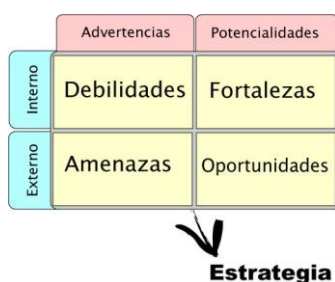 Advertencias Potencialidades
Interno Debilidades Fortalezas
Externo Amenazas Oportunidades
Estrategia